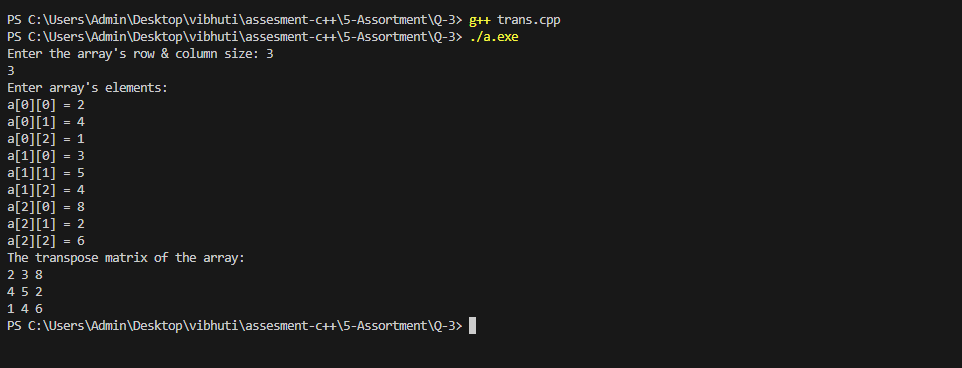 PS C:\Users\Admin\Desktop\vibhuti\assesment-c++\5-Assortment\Q-3> g++ trans.cpp
PS C:\Users\Admin\Desktop\vibhuti\assesment-c++\5-Assortment\Q-3> ./a.exe
Enter the array's row & column size: 3
3
Enter array's elements:
a[0][0] = 2
a[0][1] = 4
a[0][2] = 1
a[1][0] = 3
a[1][1] = 5
a[1][2] = 4
a[2][0] = 8
a[2][1] = 2
a[2][2] = 6
The transpose matrix of the array:
2 3 8
4 5 2
1 4 6
PS C:\Users\Admin\Desktop\vibhuti\assesment-c++\5-Assortment\Q-3>